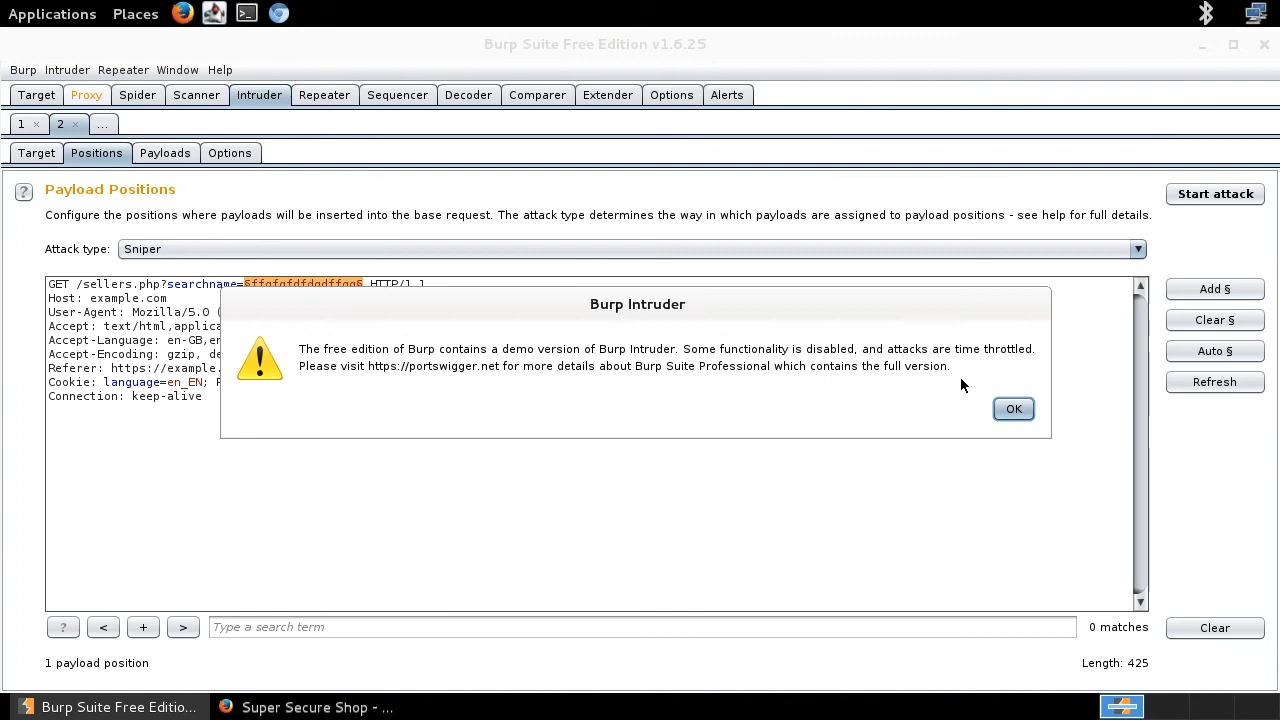 Applications Places
Burp Suite Free Edition v1.6.25
Burp Intruder Repeater Window Help
Target Proxy Spider Scanner Intruder Repeater Sequencer Decoder Comparer Extender Options Alerts
1 × 2 × ...
Target Positions Payloads Options
? Payload Positions
Start attack
Configure the positions where payloads will be inserted into the base request. The attack type determines the way in which payloads are assigned to payload positions - see help for full details.
Attack type: Sniper
GET /sellers.php?searchname= HTTP/1.1
Host: example.com
User-Agent: Mozilla/5.0 (
Accept: text/html,applica
Accept-Language: en-GB,en
Accept-Encoding: gzip, de
Referer: https://example.
Cookie: language=en_EN;
Connection: keep-alive
Add §
Clear §
Auto §
Refresh
Burp Intruder
The free edition of Burp contains a demo version of Burp Intruder. Some functionality is disabled, and attacks are time throttled.
Please visit https://portswigger.net for more details about Burp Suite Professional which contains the full version.
OK
? < + > Type a search term 0 matches Clear
1 payload position Length: 425
Burp Suite Free Editio... Super Secure Shop - ...